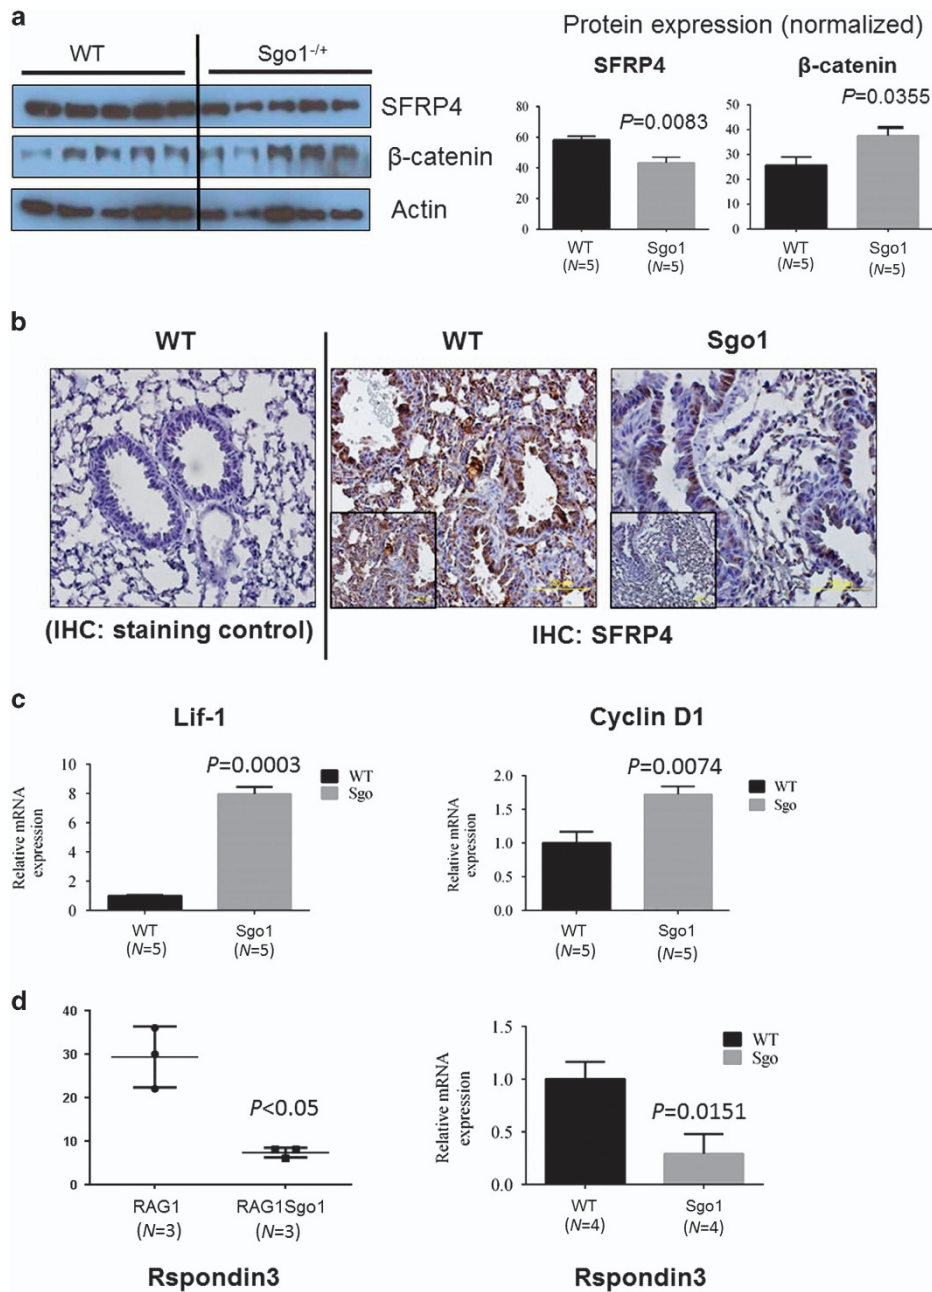 a
WT
Sgo1-/+
SFRP4
β-catenin
Actin
Protein expression (normalized)
SFRP4
80
60
40
20
0
P=0.0083
WT
(N=5)
Sgo1
(N=5)
β-catenin
50
40
30
20
10
0
P=0.0355
WT
(N=5)
Sgo1
(N=5)
b
WT
WT
Sgo1
(IHC: staining control)
IHC: SFRP4
c
Lif-1
Relative mRNA
expression
10
8
6
4
2
0
P=0.0003
WT
Sgo
WT
(N=5)
Sgo1
(N=5)
Cyclin D1
Relative mRNA
expression
2.0
1.5
1.0
0.5
0.0
P=0.0074
WT
Sgo
WT
(N=5)
Sgo1
(N=5)
d
40
30
20
10
0
P<0.05
RAG1
(N=3)
RAG1Sgo1
(N=3)
Rspondin3
Relative mRNA
expression
1.5
1.0
0.5
0.0
WT
Sgo
P=0.0151
WT
(N=4)
Sgo1
(N=4)
Rspondin3